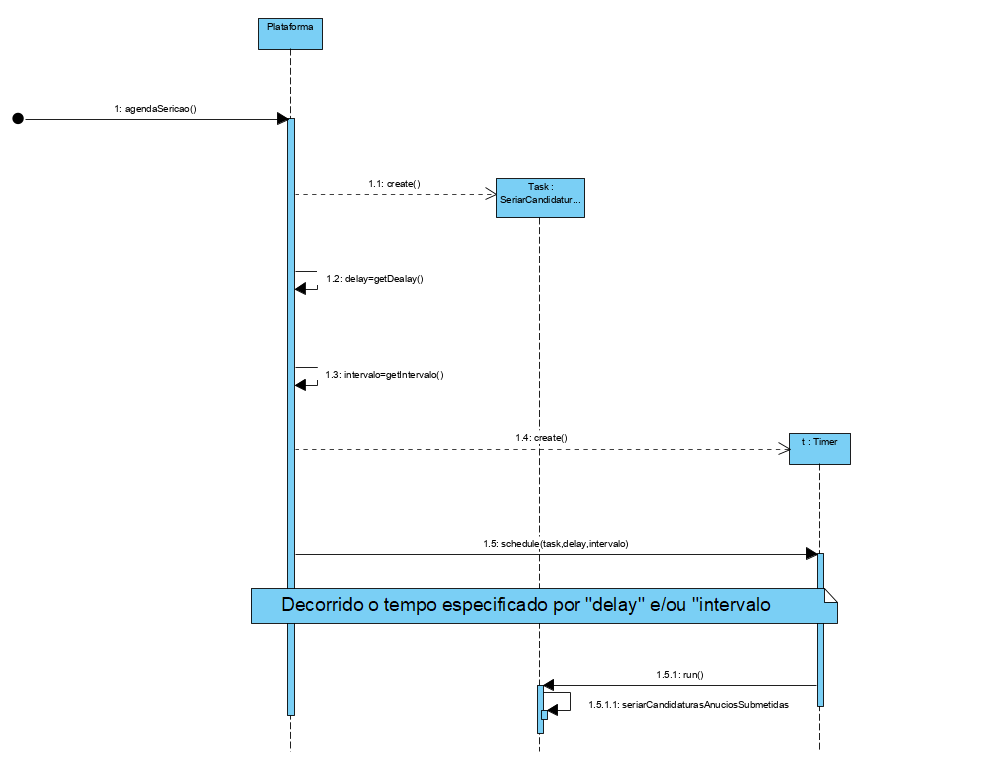 Plataforma
1: agendaSericao()
1.1: create()
Task :
SeriarCandidatur...
1.2: delay=getDealay()
1.3: intervalo=getIntervalo()
1.4: create()
t : Timer
1.5: schedule(task,delay,intervalo)
Decorrido o tempo especificado por "delay" e/ou "intervalo
1.5.1: run()
1.5.1.1: seriarCandidaturasAnuciosSubmetidas